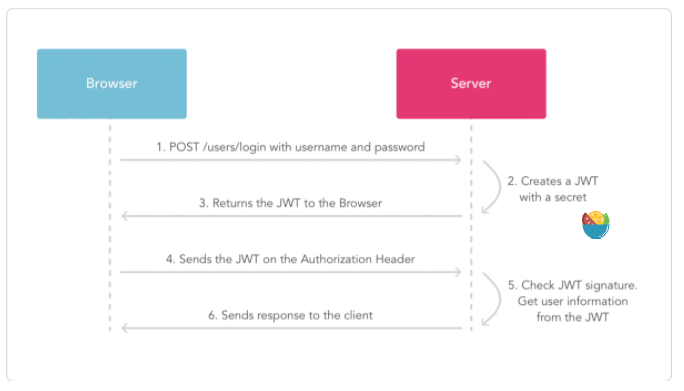 Browser
Server
1. POST /users/login with username and password
2. Creates a JWT
with a secret
3. Returns the JWT to the Browser
4. Sends the JWT on the Authorization Header
5. Check JWT signature.
Get user information
from the JWT
6. Sends response to the client